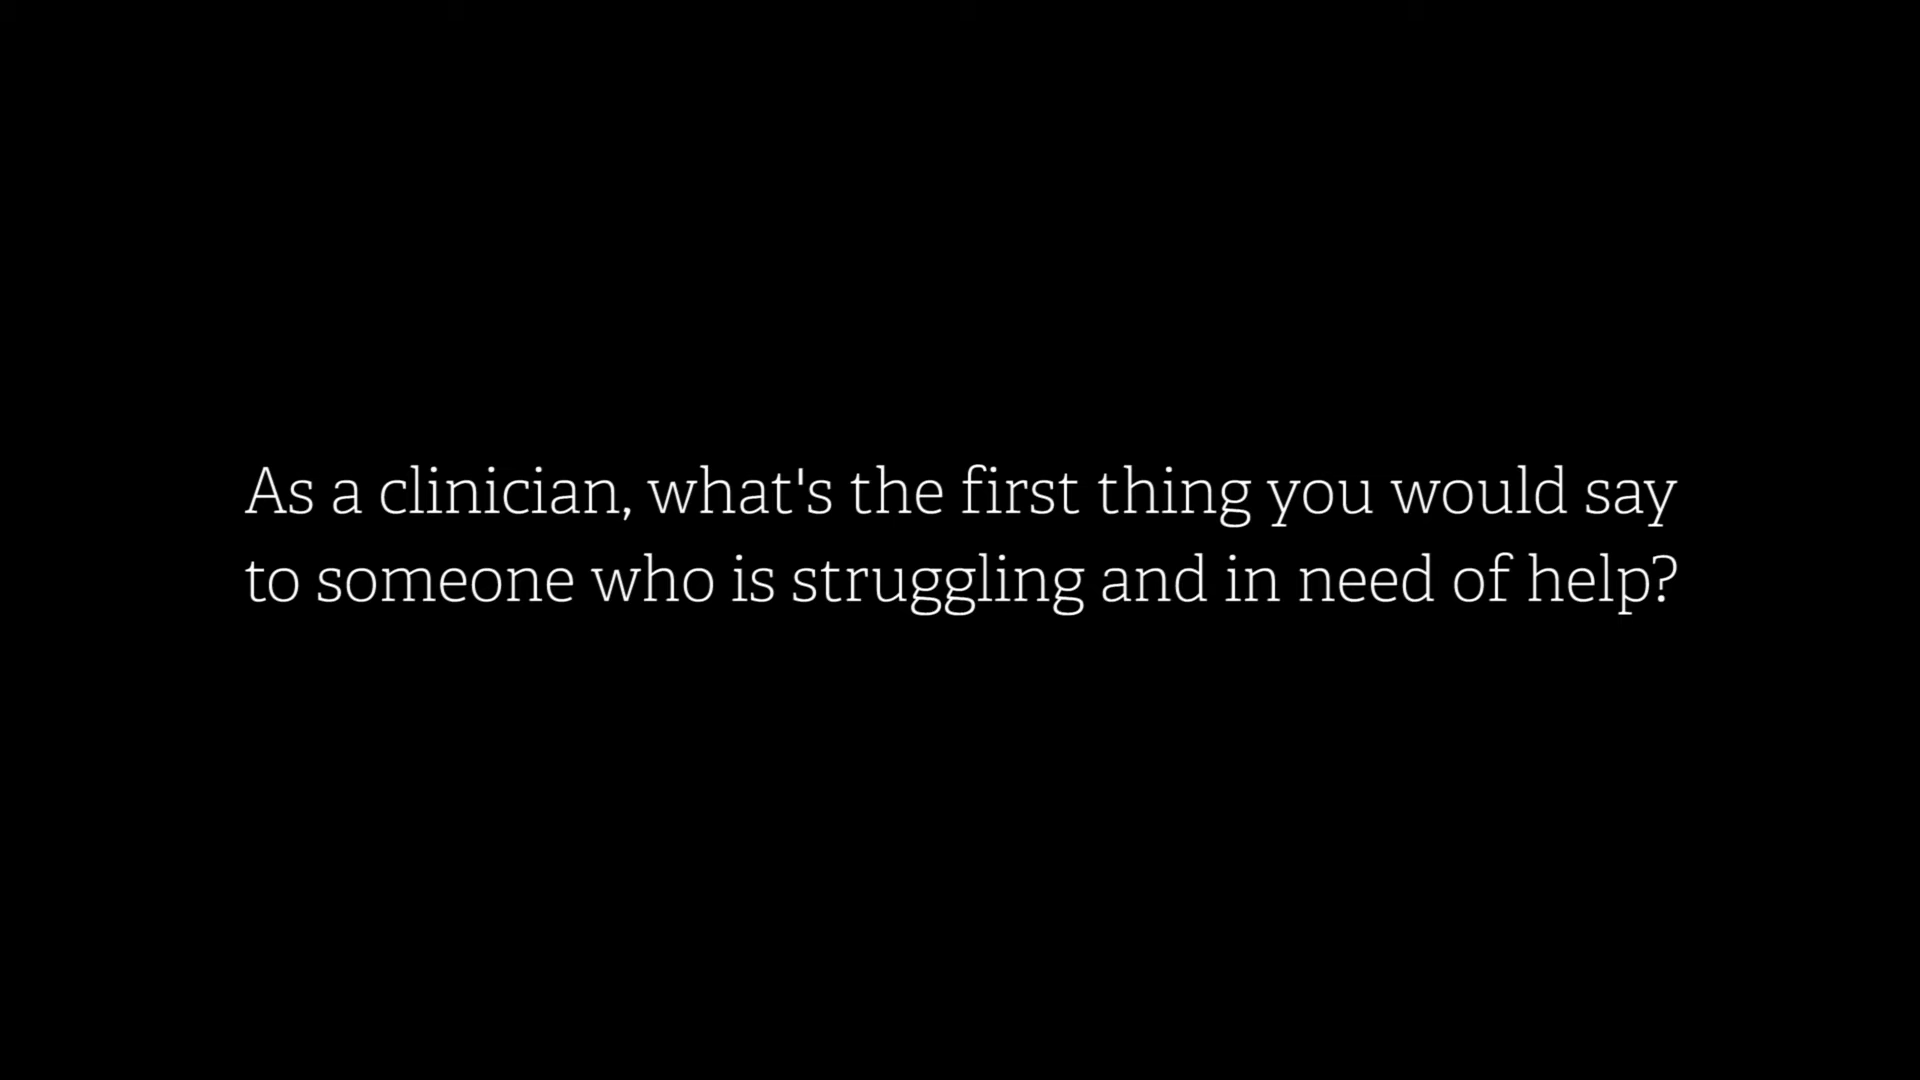 As a clinician, what's the first thing you would say
to someone who is struggling and in need of help?